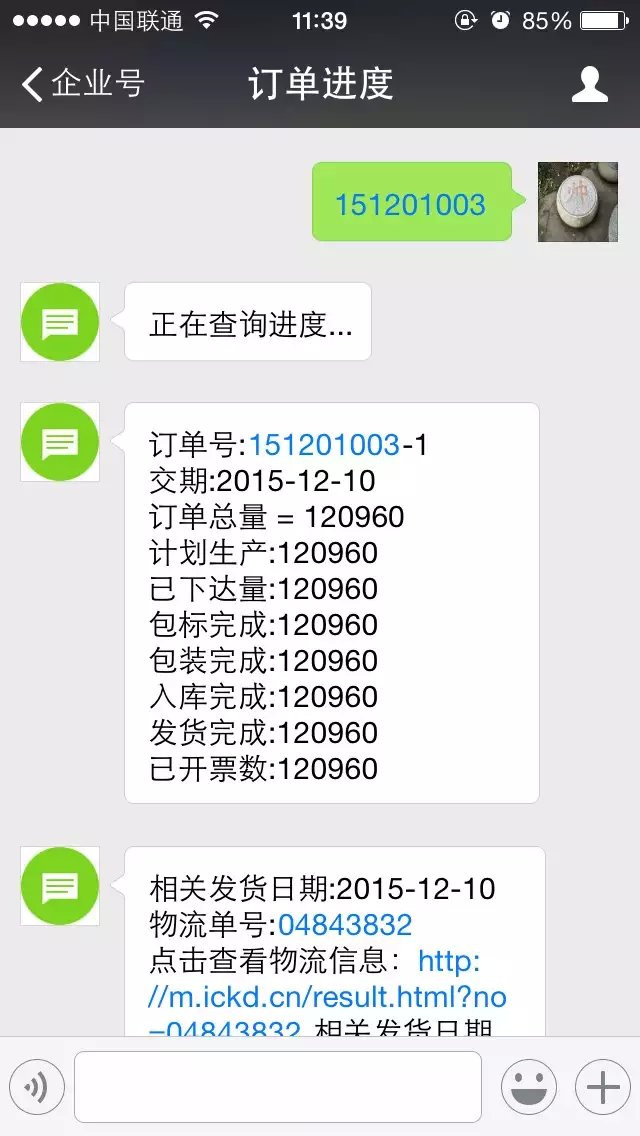 中国联通 11:39 85%
企业号 订单进度
151201003
正在查询进度...
订单号:151201003-1
交期:2015-12-10
订单总量 = 120960
计划生产:120960
已下达量:120960
包标完成:120960
包装完成:120960
入库完成:120960
发货完成:120960
已开票数:120960
相关发货日期:2015-12-10
物流单号:04843832
点击查看物流信息：http:
//m.ickd.cn/result.html?no
=04843832 相关发货日期